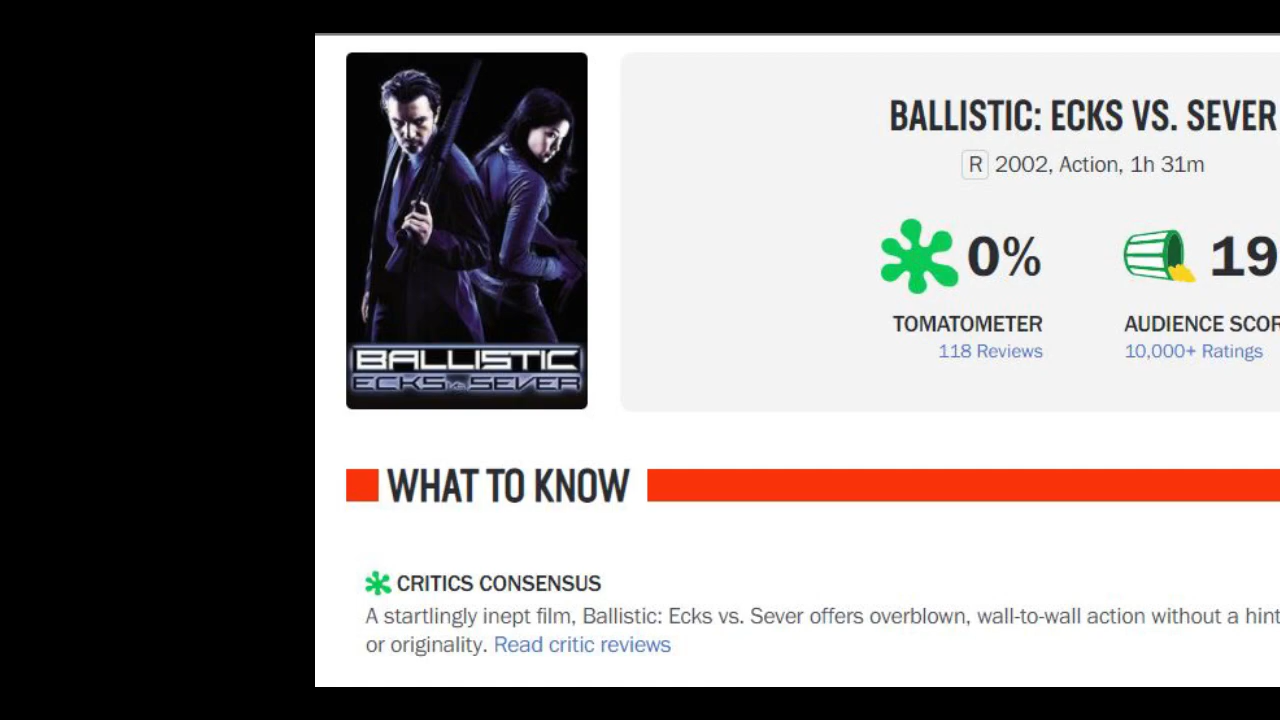 BALLISTIC: ECKS VS. SEVER
R 2002, Action, 1h 31m
0% 19
TOMATOMETER AUDIENCE SCOR
118 Reviews 10,000+ Ratings
BALLISTIC
ECKS VS. SEVER
WHAT TO KNOW
CRITICS CONSENSUS
A startlingly inept film, Ballistic: Ecks vs. Sever offers overblown, wall-to-wall action without a hint
or originality. Read critic reviews